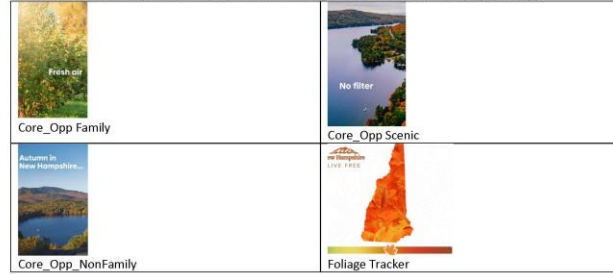 Fresh air
Core_Opp Family
No filter
Core_Opp Scenic
Autumn in
New Hampshire...
Core_Opp_NonFamily
New Hampshire
LIVE FREE
Foliage Tracker